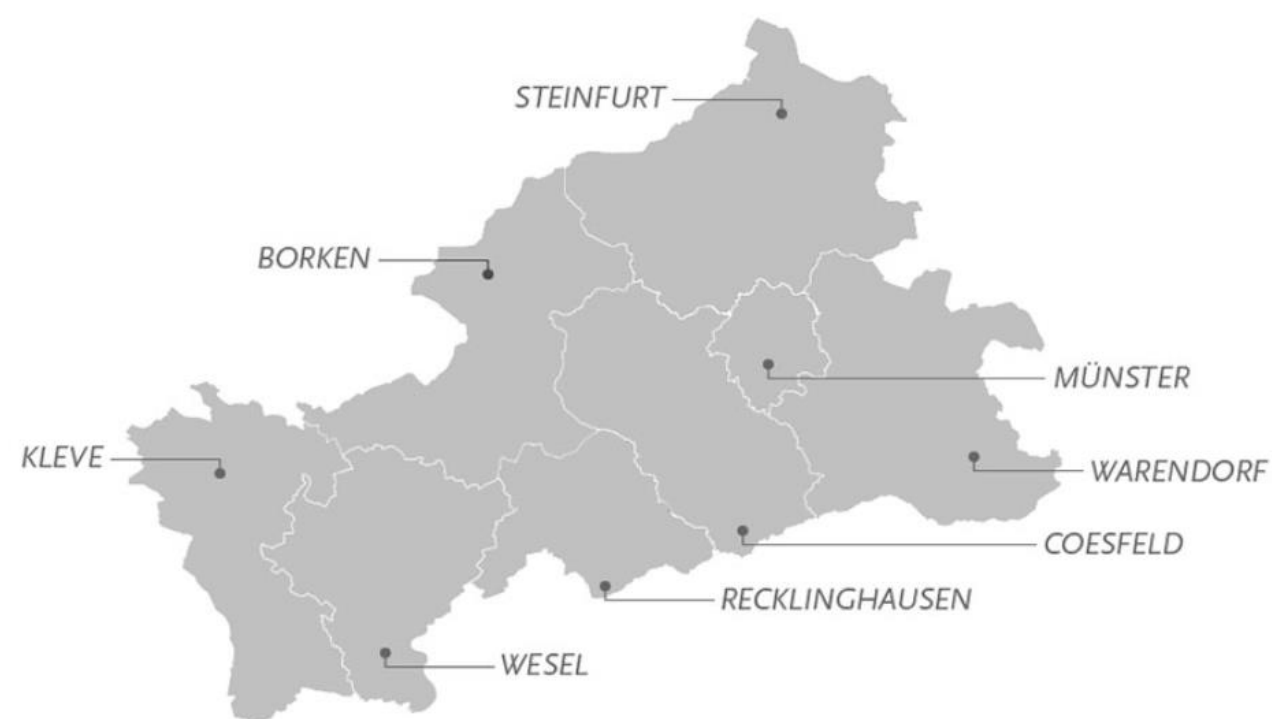 STEINFURT
BORKEN
MÜNSTER
KLEVE
WARENDORF
COESFELD
RECKLINGHAUSEN
WESEL